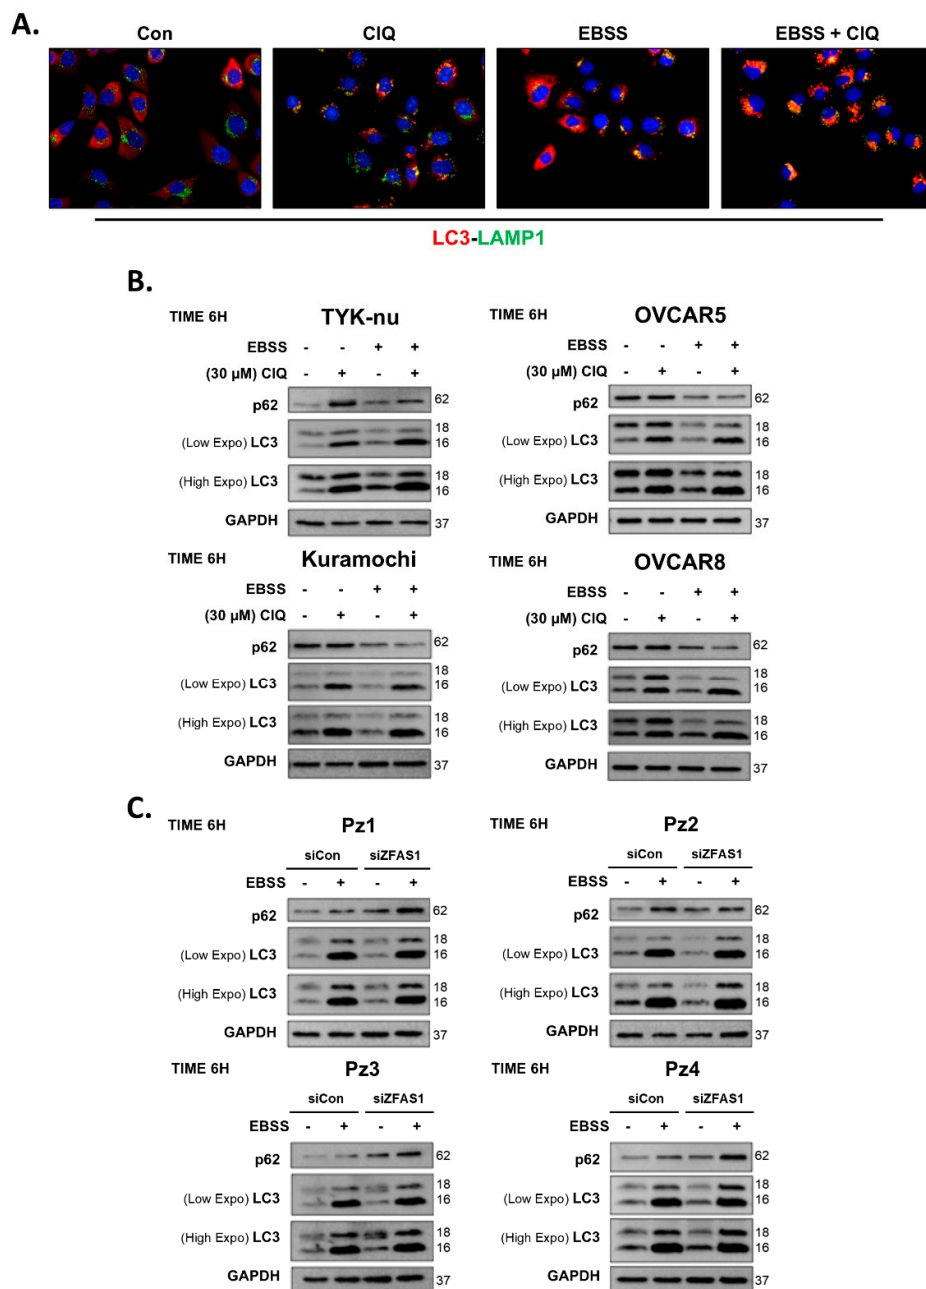 A.
Con ClQ EBSS EBSS + ClQ
LC3-LAMP1
B.
TIME 6H TYK-nu
EBSS - - + +
(30 µM) ClQ - + - +
p62 62
(Low Expo) LC3 18
16
(High Expo) LC3 18
16
GAPDH 37
TIME 6H OVCAR5
EBSS - - + +
(30 µM) ClQ - + - +
p62 62
(Low Expo) LC3 18
16
(High Expo) LC3 18
16
GAPDH 37
TIME 6H Kuramochi
EBSS - - + +
(30 µM) ClQ - + - +
p62 62
(Low Expo) LC3 18
16
(High Expo) LC3 18
16
GAPDH 37
TIME 6H OVCAR8
EBSS - - + +
(30 µM) ClQ - + - +
p62 62
(Low Expo) LC3 18
16
(High Expo) LC3 18
16
GAPDH 37
C.
TIME 6H Pz1
siCon siZFAS1
EBSS - + - +
p62 62
(Low Expo) LC3 18
16
(High Expo) LC3 18
16
GAPDH 37
TIME 6H Pz2
siCon siZFAS1
EBSS - + - +
p62 62
(Low Expo) LC3 18
16
(High Expo) LC3 18
16
GAPDH 37
TIME 6H Pz3
siCon siZFAS1
EBSS - + - +
p62 62
(Low Expo) LC3 18
16
(High Expo) LC3 18
16
GAPDH 37
TIME 6H Pz4
siCon siZFAS1
EBSS - + - +
p62 62
(Low Expo) LC3 18
16
(High Expo) LC3 18
16
GAPDH 37